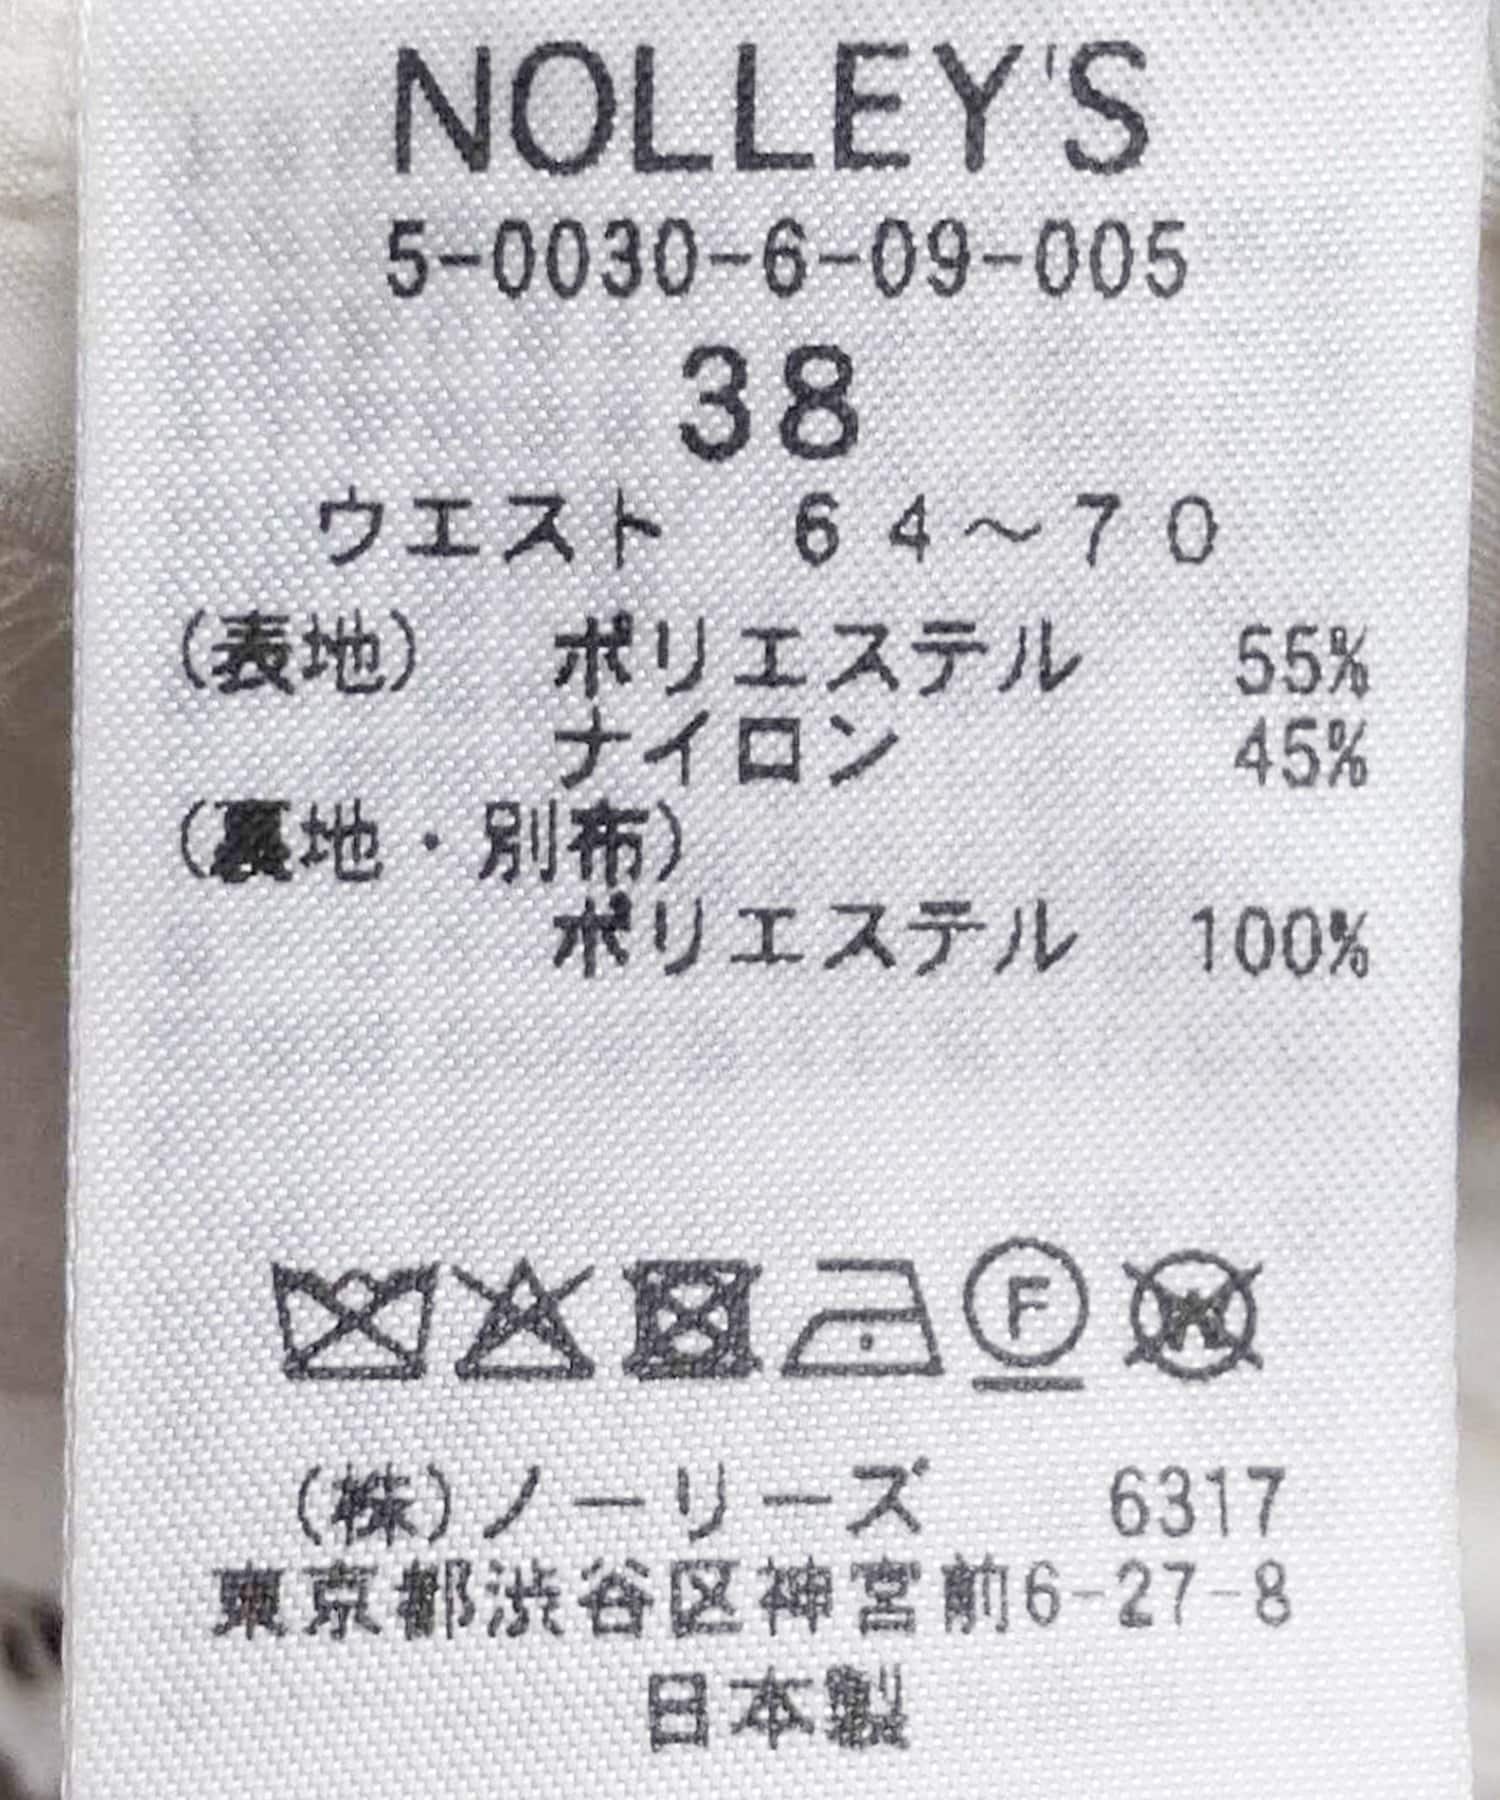 NOLLEY'S
5-0030-6-09-005
38
ウエスト 64～70
(表地) ポリエステル 55%
ナイロン 45%
(裏地・別布)
ポリエステル 100%
F W
(株)ノーリーズ 6317
東京都渋谷区神宮前6-27-8
日本製